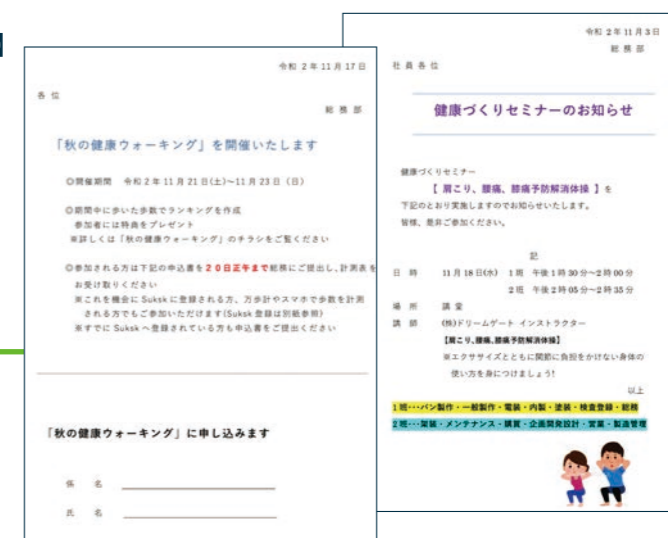 令和 2年11月17日
各 位
総 務 部
「秋の健康ウォーキング」を開催いたします
◎開催期間 令和2年11月21日(土)~11月23日(日)
◎期間中に歩いた歩数でランキングを作成
参加者には特典をプレゼント
※詳しくは「秋の健康ウォーキング」のチラシをご覧ください
◎参加される方は下記の申込書を20日正午まで総務にご提出し、計測表を
お受け取りください
※これを機会に Suksk に登録される方、万歩計やスマホで歩数を計測
される方でもご参加いただけます(Suksk 登録は別紙参照)
※すでに Suksk へ登録されている方も申込書をご提出ください
「秋の健康ウォーキング」に申し込みます
係 名
氏 名
令和 2年11月3日
総 務 部
社 員 各 位
健康づくりセミナーのお知らせ
健康づくりセミナー
【 肩こり、腰痛、膝痛予防解消体操 】を
下記のとおり実施しますのでお知らせいたします。
皆様、是非ご参加ください。
記
日 時 11月18日(水) 1班 午後1時30分~2時00分
2班 午後2時05分~2時35分
場 所 講堂
講 師 (株)ドリームゲート インストラクター
【肩こり、腰痛、膝痛予防解消体操】
※エクササイズとともに関節に負担をかけない身体の
使い方を身につけましょう!
以上
1班・・・バン製作・一般製作・電装・内製・塗装・検査登録・総務
2班・・・架装・メンテナンス・購買・企画開発設計・営業・製造管理